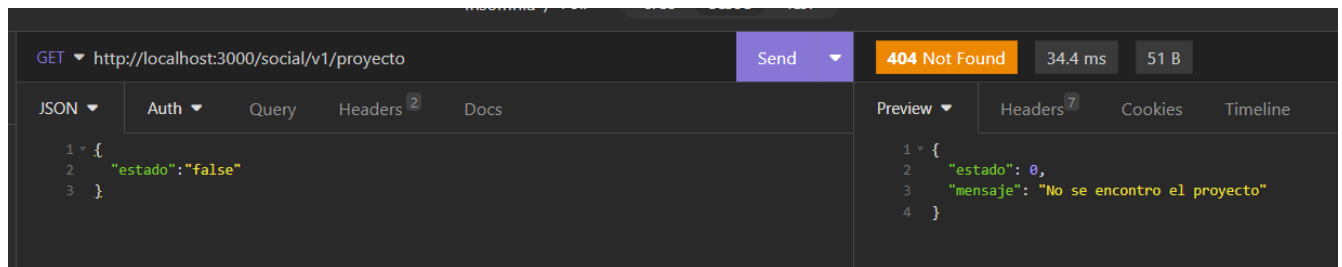 GET http://localhost:3000/social/v1/proyecto Send 404 Not Found 34.4 ms 51 B
JSON Auth Query Headers 2 Docs Preview Headers 7 Cookies Timeline
1 {
2 "estado":"false"
3 }
1 {
2 "estado": 0,
3 "mensaje": "No se encontro el proyecto"
4 }